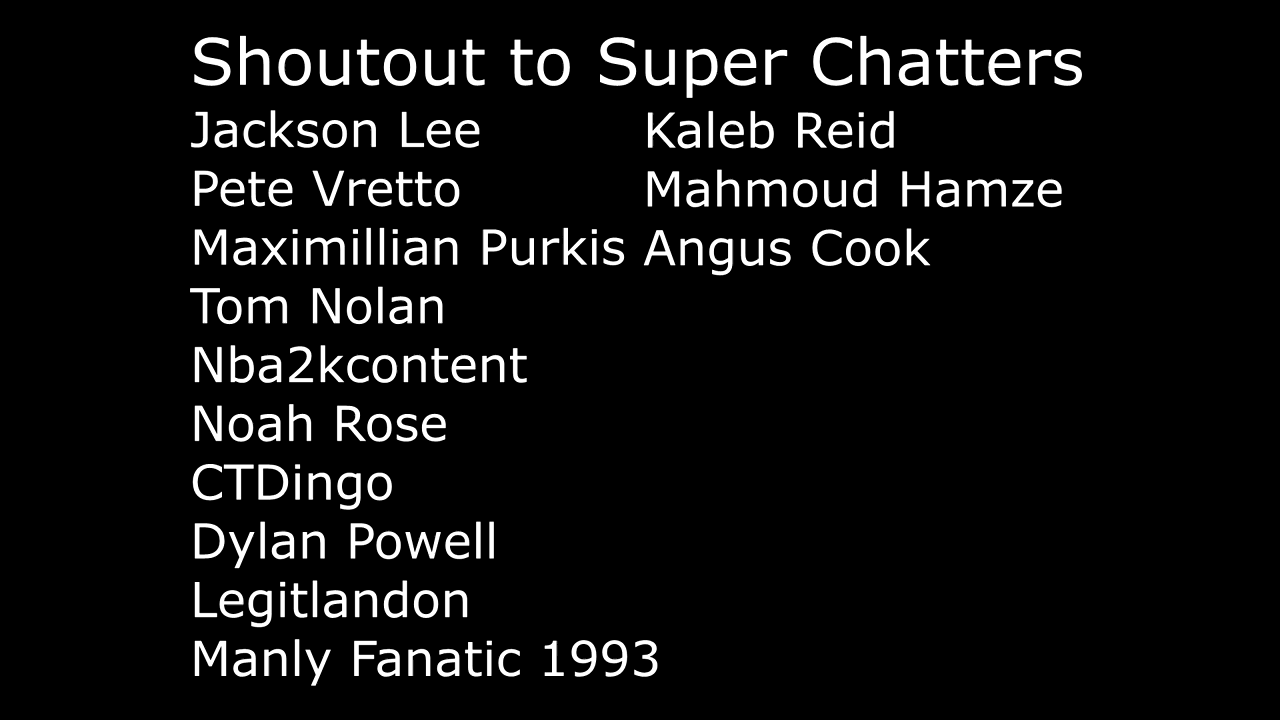 Shoutout to Super Chatters
Jackson Lee
Pete Vretto
Maximillian Purkis
Tom Nolan
Nba2kcontent
Noah Rose
CTDingo
Dylan Powell
Legitlandon
Manly Fanatic 1993
Kaleb Reid
Mahmoud Hamze
Angus Cook